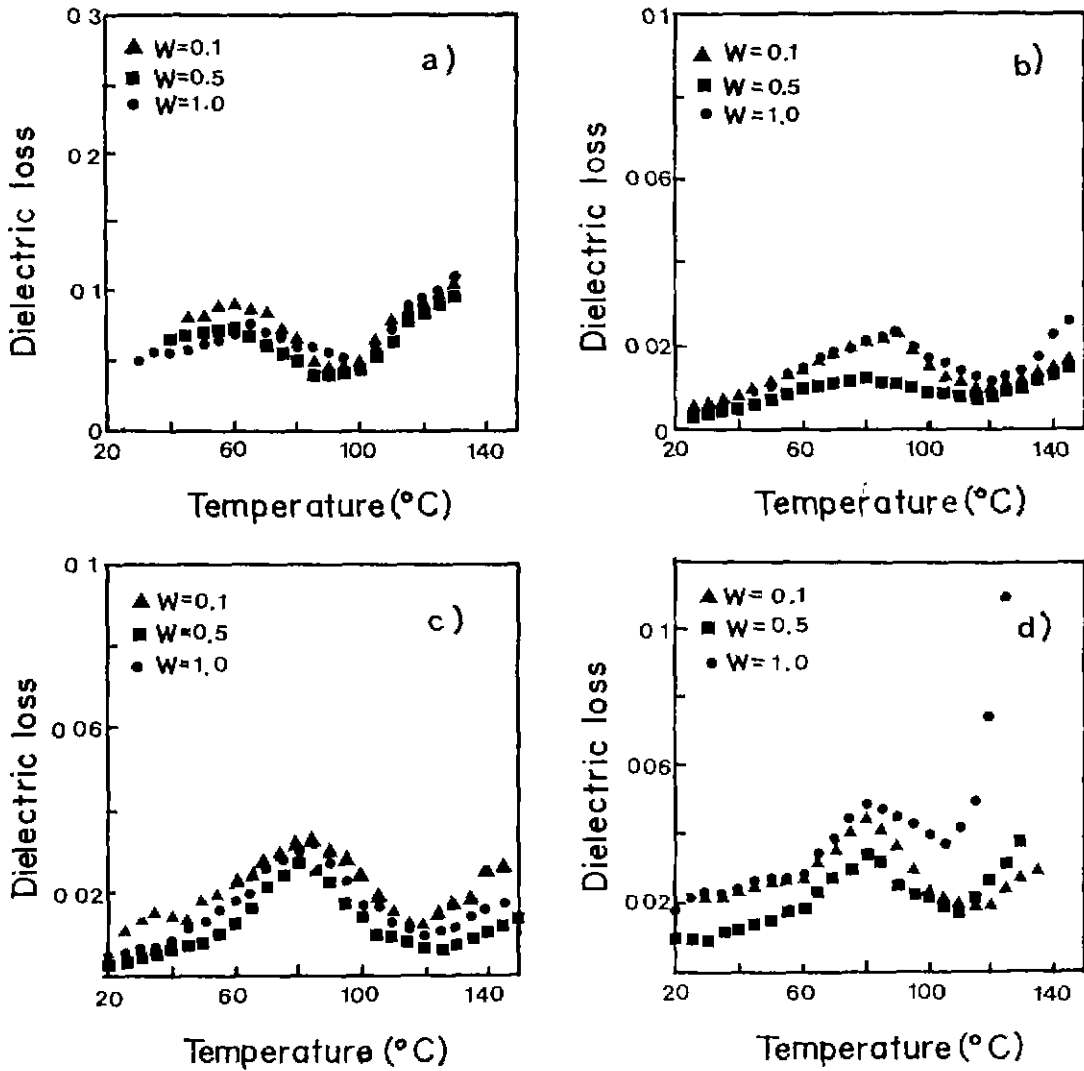 0 3
0 2
0 1
0
Dielectric loss
▲ W=0.1
■ W=0.5
● W=1.0
a)
20 60 100 140
Temperature (°C)
0 1
0 06
0 02
0
Dielectric loss
▲ W=0.1
■ W=0.5
● W=1.0
b)
20 60 100 140
Temperature (°C)
0 1
0 06
0 02
Dielectric loss
▲ W=0.1
■ W=0.5
● W=1.0
c)
20 60 100 140
Temperature (°C)
0 1
0 06
0 02
Dielectric loss
▲ W=0.1
■ W=0.5
● W=1.0
d)
20 60 100 140
Temperature (°C)